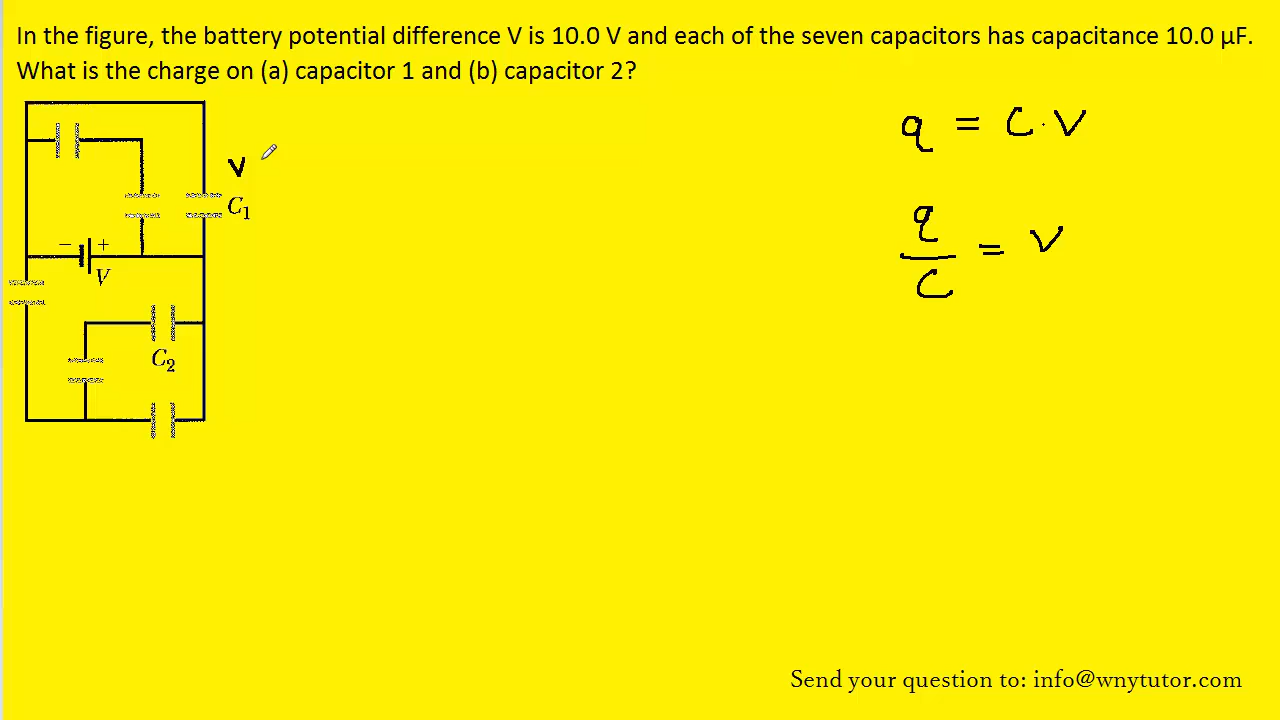 In the figure, the battery potential difference V is 10.0 V and each of the seven capacitors has capacitance 10.0 µF.
What is the charge on (a) capacitor 1 and (b) capacitor 2?
q = C · V
V
C₁
q
C
= V
− +
V
C₂
Send your question to: info@wnytutor.com